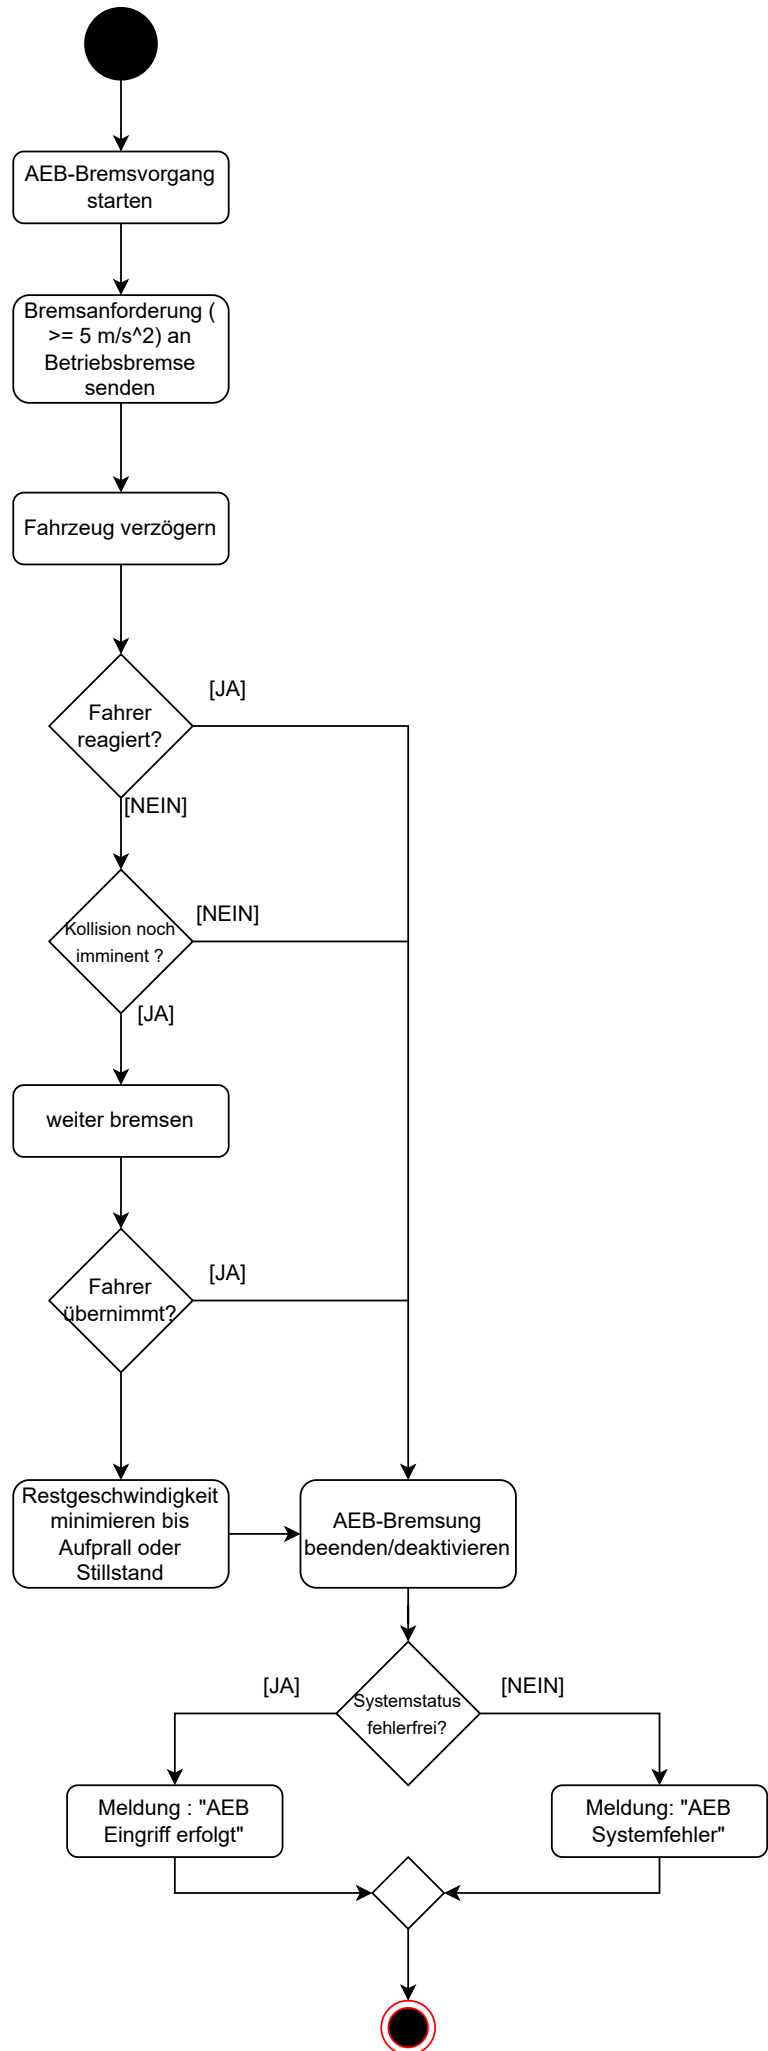 AEB-Bremsvorgang
starten
Bremsanforderung (
>= 5 m/s^2) an
Betriebsbremse
senden
Fahrzeug verzögern
[JA]
Fahrer
reagiert?
[NEIN]
[NEIN]
Kollision noch
imminent ?
[JA]
weiter bremsen
[JA]
Fahrer
übernimmt?
Restgeschwindigkeit
minimieren bis
Aufprall oder
Stillstand
AEB-Bremsung
beenden/deaktivieren
[JA]
[NEIN]
Systemstatus
fehlerfrei?
Meldung : "AEB
Eingriff erfolgt"
Meldung: "AEB
Systemfehler"